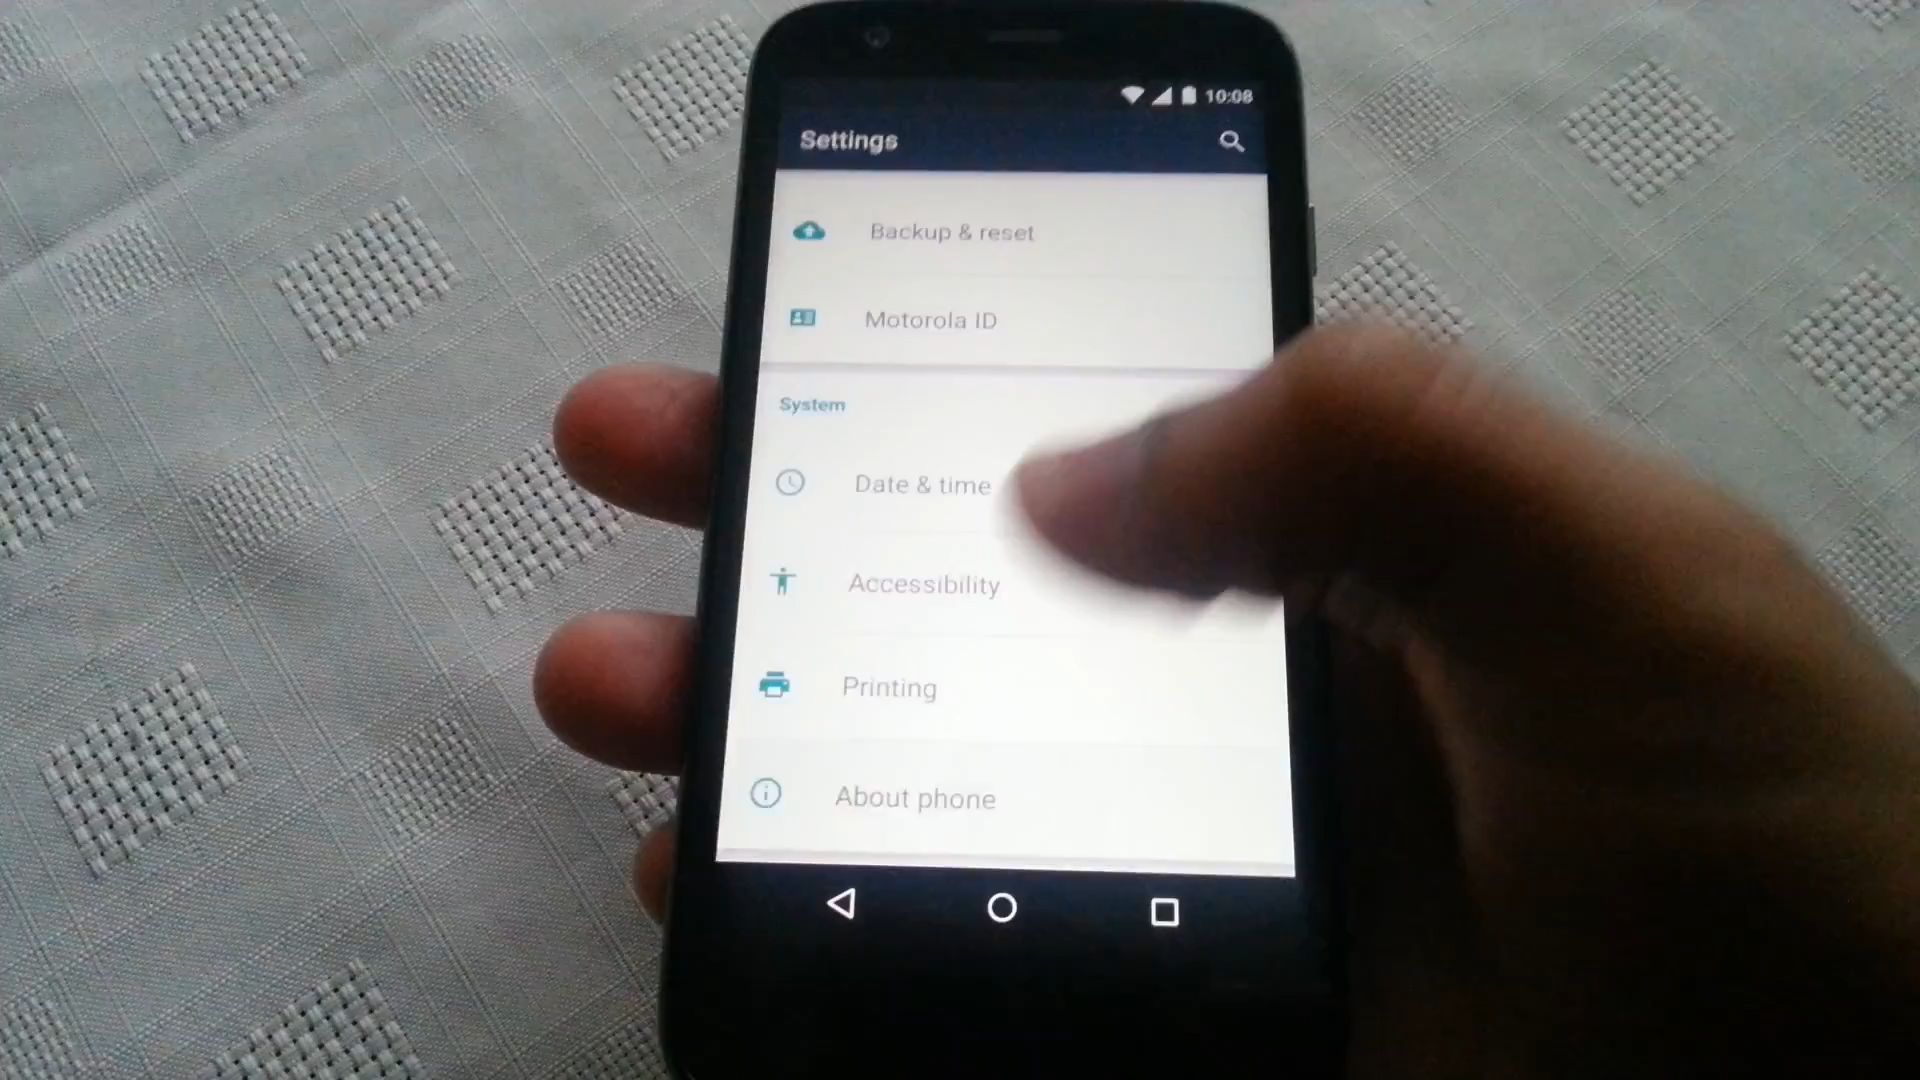 10:08
Settings
Backup & reset
Motorola ID
System
Date & time
Accessibility
Printing
About phone